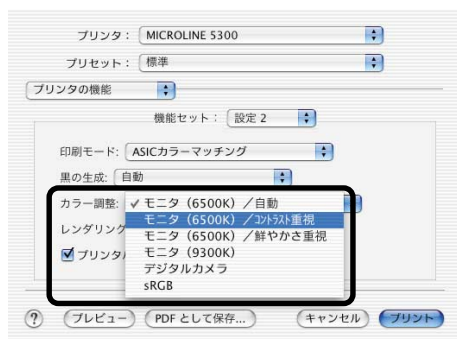 プリンタ： MICROLINE 5300
プリセット： 標準
プリンタの機能
機能セット： 設定 2
印刷モード: ASICカラーマッチング
黒の生成: 自動
カラー調整: ✓ モニタ（6500K）／自動
モニタ（6500K）／コントラスト重視
レンダリング
モニタ（6500K）／鮮やかさ重視
モニタ（9300K）
プリンタ
デジタルカメラ
sRGB
? プレビュー PDF として保存... キャンセル プリント